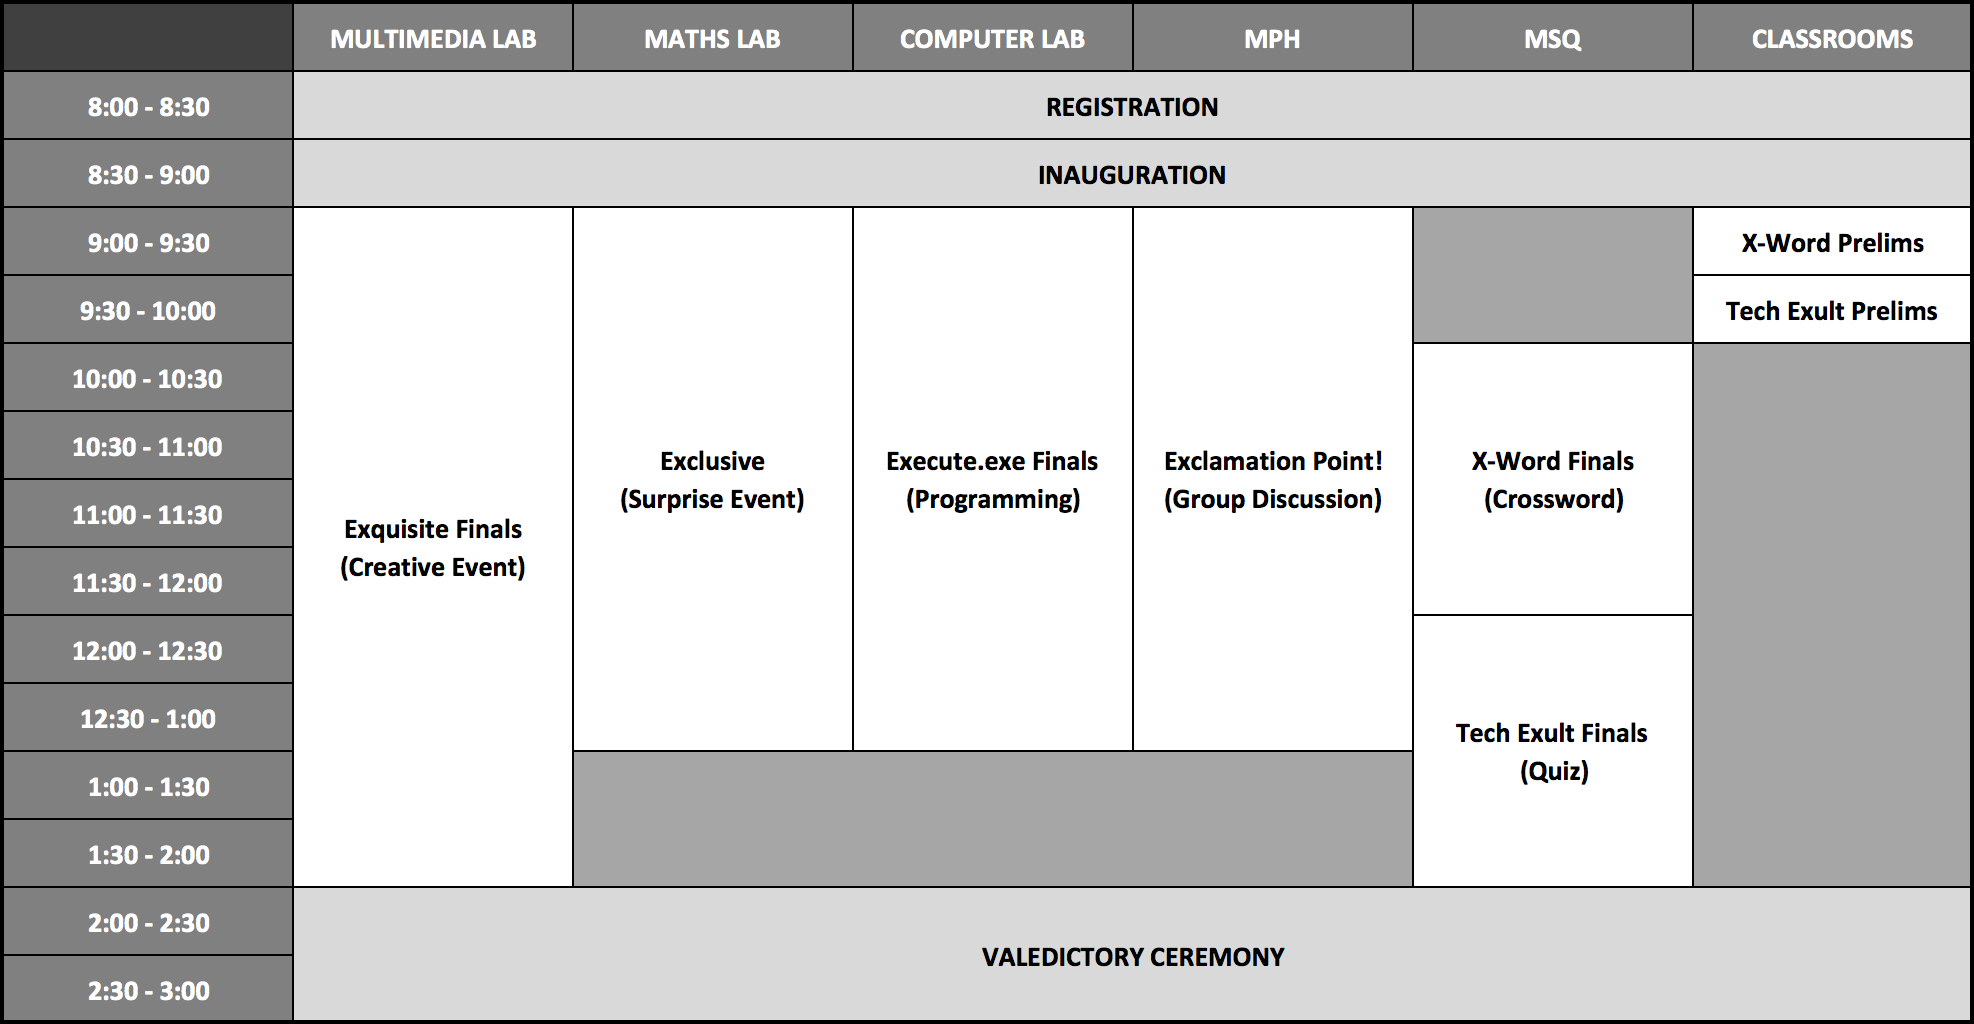 MULTIMEDIA LAB MATHS LAB COMPUTER LAB MPH MSQ CLASSROOMS
8:00 - 8:30 REGISTRATION
8:30 - 9:00 INAUGURATION
9:00 - 9:30 X-Word Prelims
9:30 - 10:00 Tech Exult Prelims
10:00 - 10:30
10:30 - 11:00
Exclusive Execute.exe Finals Exclamation Point! X-Word Finals
(Surprise Event) (Programming) (Group Discussion) (Crossword)
11:00 - 11:30
Exquisite Finals
(Creative Event)
11:30 - 12:00
12:00 - 12:30
12:30 - 1:00
Tech Exult Finals
(Quiz)
1:00 - 1:30
1:30 - 2:00
2:00 - 2:30
VALEDICTORY CEREMONY
2:30 - 3:00